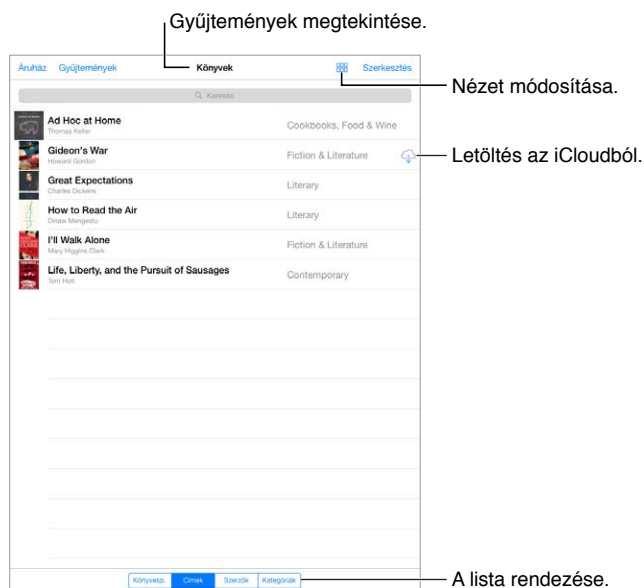 Gyűjtemények megtekintése.
Áruház Gyűjtemények Könyvek Szerkesztés
Nézet módosítása.
Keresés
Ad Hoc at Home
Thomas Keller
Cookbooks, Food & Wine
Gideon's War
Howard Gordon
Fiction & Literature
Letöltés az iCloudból.
Great Expectations
Charles Dickens
Literary
How to Read the Air
Dinaw Mengestu
Literary
I'll Walk Alone
Mary Higgins Clark
Fiction & Literature
Life, Liberty, and the Pursuit of Sausages
Tom Holt
Contemporary
Könyvesp. Címek Szerzők Kategóriák
A lista rendezése.